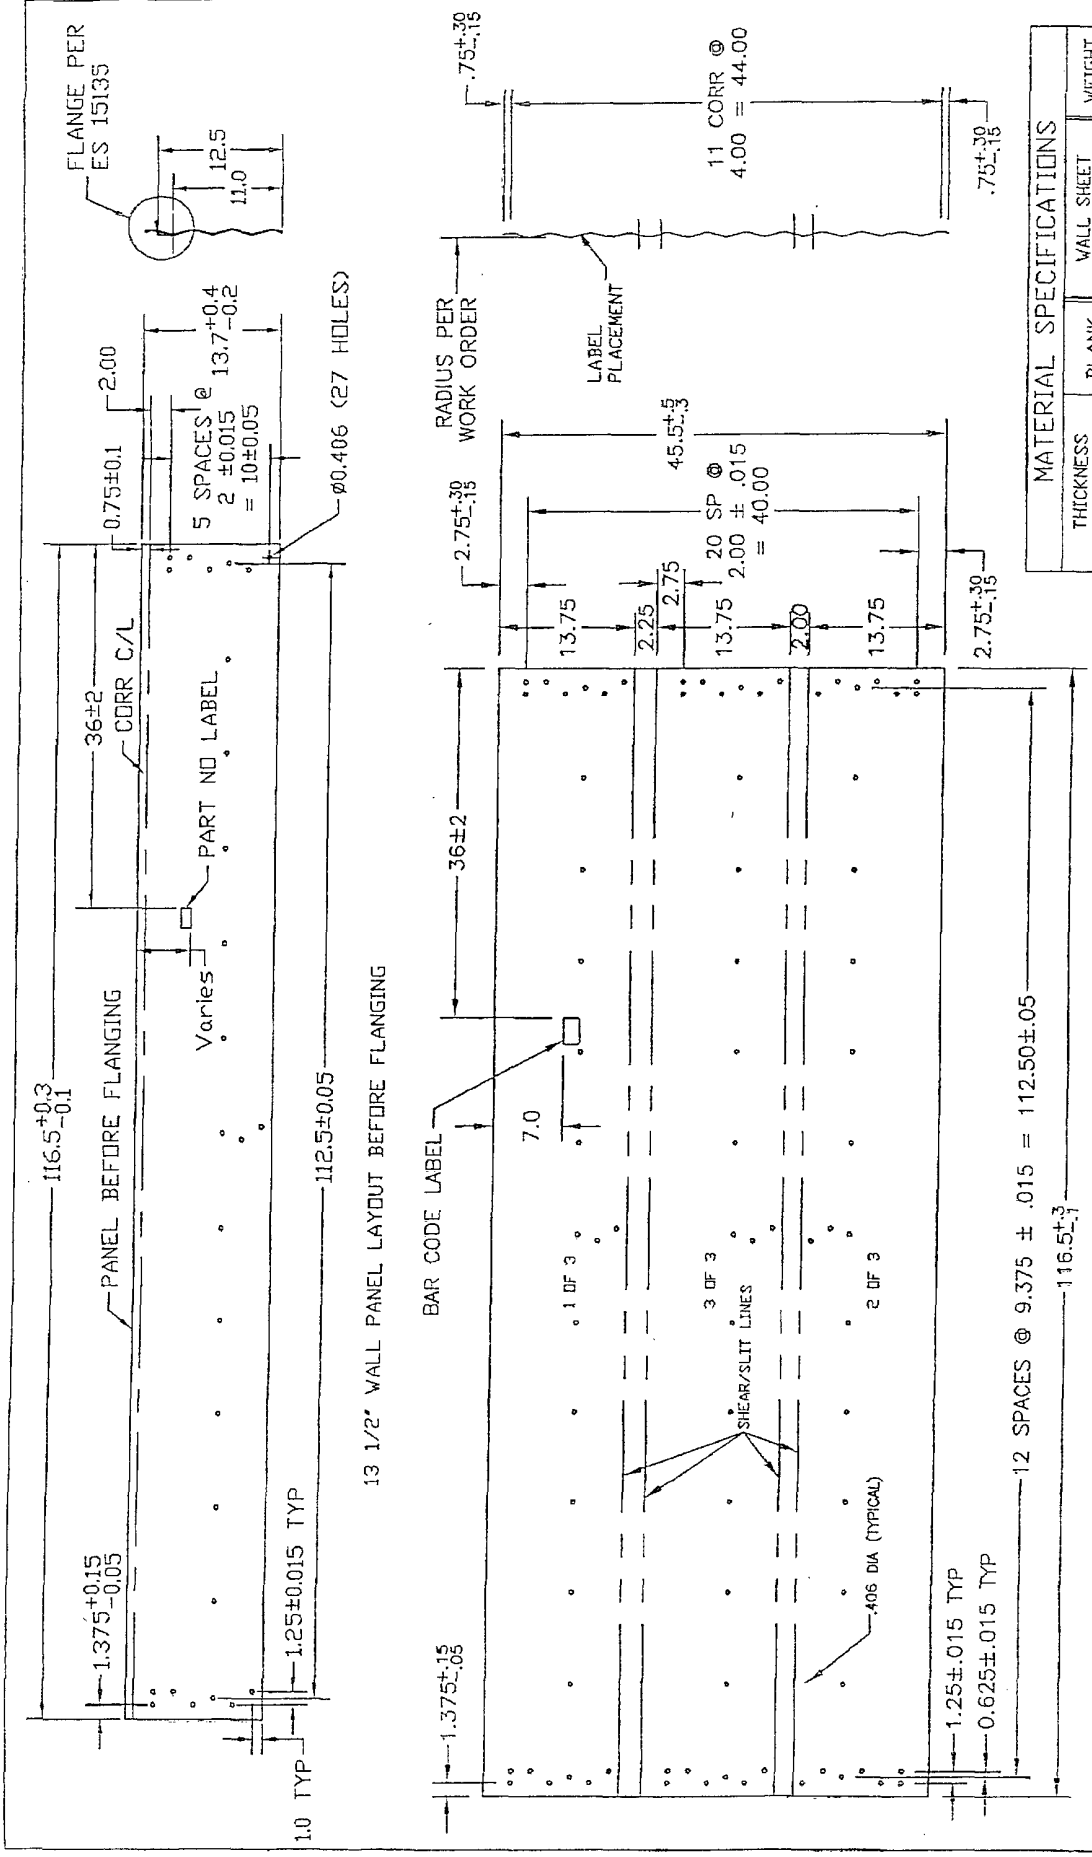 FLANGE PER
ES 15135
12.5
11.0
116.5+0.3
-0.1
36±2
0.75±0.1
2.00
5 SPACES @
2 ±0.015
= 10±0.05
13.7+0.4
-0.2
ø0.406 (27 HOLES)
PANEL BEFORE FLANGING
CORR C/L
PART NO LABEL
Varies
1.375+0.15
-0.05
1.25±0.015 TYP
112.5±0.05
1.0 TYP
13 1/2" WALL PANEL LAYOUT BEFORE FLANGING
RADIUS PER
WORK ORDER
LABEL
PLACEMENT
.75+.30
-.15
11 CORR @
4.00 = 44.00
.75+.30
-.15
BAR CODE LABEL
36±2
7.0
2.75+.30
-.15
45.5+.5
-.3
20 SP @
2.00 ± .015
= 40.00
13.75
2.25
2.75
13.75
2.00
13.75
2.75+.30
-.15
1 OF 3
3 OF 3
2 OF 3
SHEAR/SLIT LINES
.406 DIA (TYPICAL)
1.375+.15
-.05
1.25±.015 TYP
0.625±.015 TYP
12 SPACES @ 9.375 ± .015 = 112.50±.05
116.5+.3
-.1
MATERIAL SPECIFICATIONS
THICKNESS
WALL SHEET